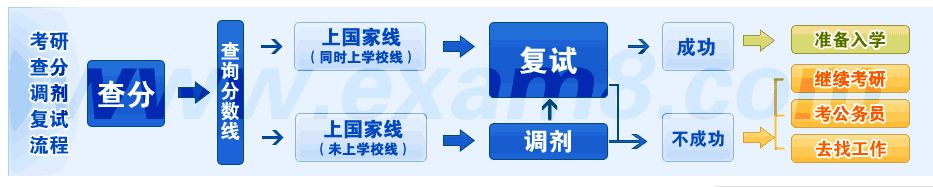 考研
查分
调剂
复试
流程
查分
查询分数线
上国家线
（同时上学校线）
复试
成功
准备入学
上国家线
（未上学校线）
调剂
不成功
继续考研
考公务员
去找工作
www.exam8.com